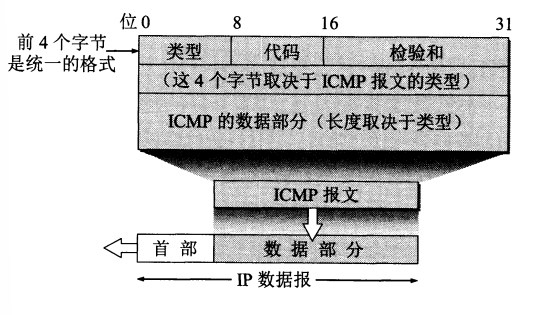 位 0 8 16 31
前 4 个字节
是统一的格式
类型 代码 检验和
（这 4 个字节取决于 ICMP 报文的类型）
ICMP 的数据部分（长度取决于类型）
ICMP 报文
首 部 数 据 部 分
IP 数据报